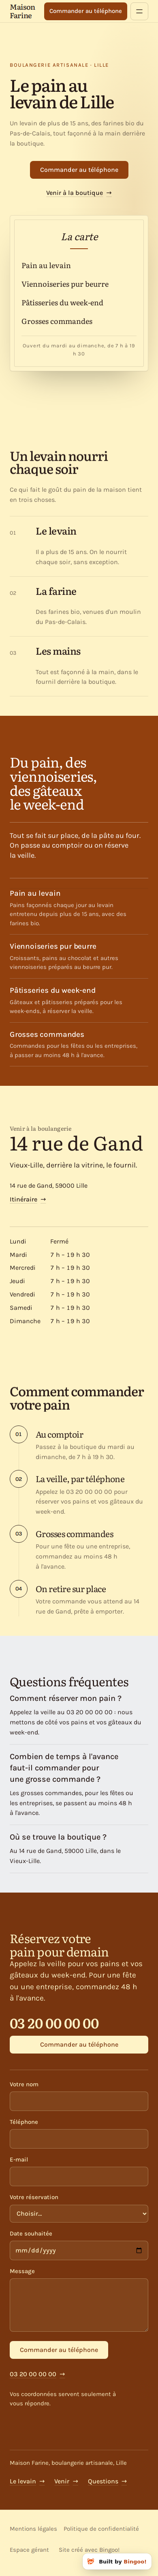 Maison
Farine
Commander au téléphone
BOULANGERIE ARTISANALE · LILLE
Le pain au
levain de Lille
Un levain de plus de 15 ans, des farines bio du
Pas-de-Calais, tout façonné à la main derrière
la boutique.
Commander au téléphone
Venir à la boutique →
La carte
Pain au levain
Viennoiseries pur beurre
Pâtisseries du week-end
Grosses commandes
Ouvert du mardi au dimanche, de 7 h à 19
h 30
Un levain nourri
chaque soir
Ce qui fait le goût du pain de la maison tient
en trois choses.
01
Le levain
Il a plus de 15 ans. On le nourrit
chaque soir, sans exception.
02
La farine
Des farines bio, venues d'un moulin
du Pas-de-Calais.
03
Les mains
Tout est façonné à la main, dans le
fournil derrière la boutique.
Du pain, des
viennoiseries,
des gâteaux
le week-end
Tout se fait sur place, de la pâte au four.
On passe au comptoir ou on réserve
la veille.
Pain au levain
Pains façonnés chaque jour au levain
entretenu depuis plus de 15 ans, avec des
farines bio.
Viennoiseries pur beurre
Croissants, pains au chocolat et autres
viennoiseries préparés au beurre pur.
Pâtisseries du week-end
Gâteaux et pâtisseries préparés pour les
week-ends, à réserver la veille.
Grosses commandes
Commandes pour les fêtes ou les entreprises,
à passer au moins 48 h à l'avance.
Venir à la boulangerie
14 rue de Gand
Vieux-Lille, derrière la vitrine, le fournil.
14 rue de Gand, 59000 Lille
Itinéraire →
Lundi Fermé
Mardi 7 h – 19 h 30
Mercredi 7 h – 19 h 30
Jeudi 7 h – 19 h 30
Vendredi 7 h – 19 h 30
Samedi 7 h – 19 h 30
Dimanche 7 h – 19 h 30
Comment commander
votre pain
01
Au comptoir
Passez à la boutique du mardi au
dimanche, de 7 h à 19 h 30.
02
La veille, par téléphone
Appelez le 03 20 00 00 00 pour
réserver vos pains et vos gâteaux du
week-end.
03
Grosses commandes
Pour une fête ou une entreprise,
commandez au moins 48 h
à l'avance.
04
On retire sur place
Votre commande vous attend au 14
rue de Gand, prête à emporter.
Questions fréquentes
Comment réserver mon pain ?
Appelez la veille au 03 20 00 00 00 : nous
mettons de côté vos pains et vos gâteaux du
week-end.
Combien de temps à l'avance
faut-il commander pour
une grosse commande ?
Les grosses commandes, pour les fêtes ou
les entreprises, se passent au moins 48 h
à l'avance.
Où se trouve la boutique ?
Au 14 rue de Gand, 59000 Lille, dans le
Vieux-Lille.
Réservez votre
pain pour demain
Appelez la veille pour vos pains et vos
gâteaux du week-end. Pour une fête
ou une entreprise, commandez 48 h
à l'avance.
03 20 00 00 00
Commander au téléphone
Votre nom
Téléphone
E-mail
Votre réservation
Choisir…
Date souhaitée
mm/dd/yyyy
Message
Commander au téléphone
03 20 00 00 00 →
Vos coordonnées servent seulement à
vous répondre.
Maison Farine, boulangerie artisanale, Lille
Le levain → Venir → Questions →
Mentions légales Politique de confidentialité
Espace gérant Site créé avec Bingoo!
Built by Bingoo!